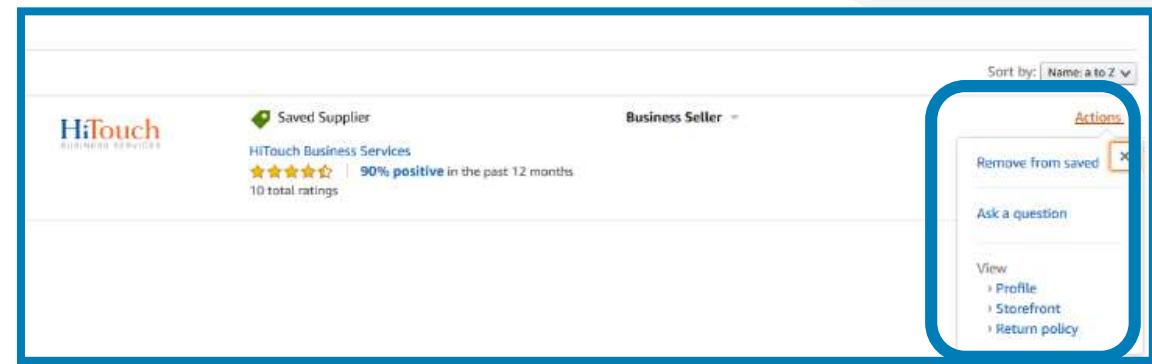 Sort by: Name: a to Z
HiTouch
BUSINESS SERVICES
Saved Supplier
Business Seller
Actions
HiTouch Business Services
90% positive in the past 12 months
10 total ratings
Remove from saved
Ask a question
View
› Profile
› Storefront
› Return policy